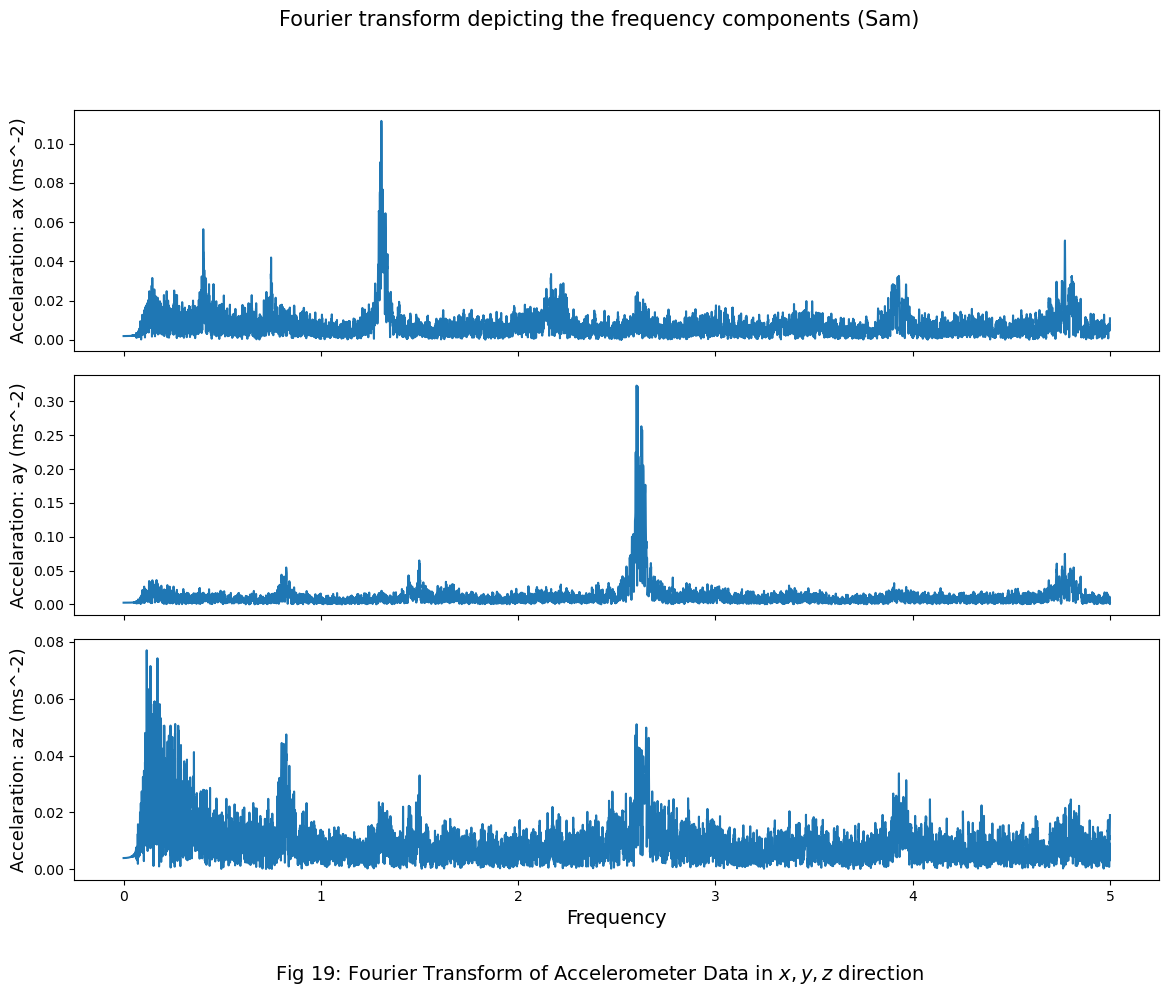 Fourier transform depicting the frequency components (Sam)
Accelaration: ax (ms^-2)
0.10
0.08
0.06
0.04
0.02
0.00
Accelaration: ay (ms^-2)
0.30
0.25
0.20
0.15
0.10
0.05
0.00
Accelaration: az (ms^-2)
0.08
0.06
0.04
0.02
0.00
0 1 2 3 4 5
Frequency
Fig 19: Fourier Transform of Accelerometer Data in x, y, z direction